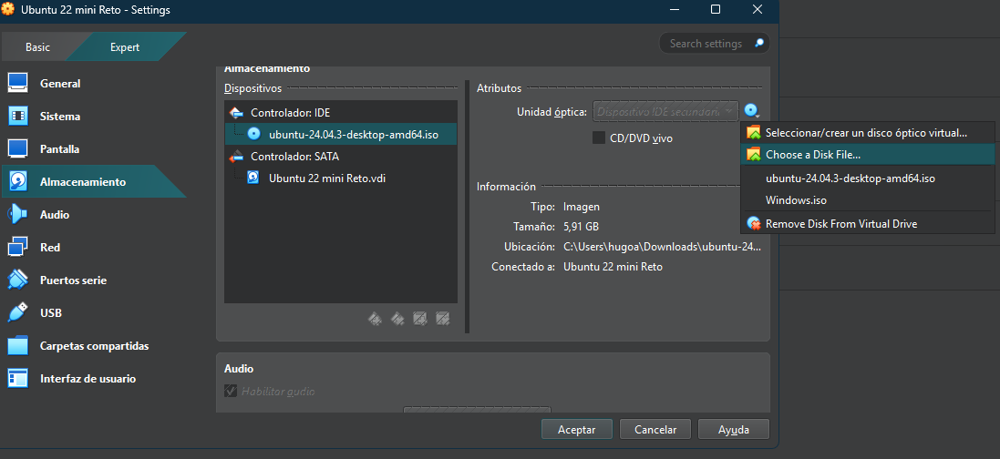 Ubuntu 22 mini Reto - Settings
Basic
Expert
Search settings
General
Sistema
Pantalla
Almacenamiento
Audio
Red
Puertos serie
USB
Carpetas compartidas
Interfaz de usuario
Almacenamiento
Dispositivos
Controlador: IDE
ubuntu-24.04.3-desktop-amd64.iso
Controlador: SATA
Ubuntu 22 mini Reto.vdi
Atributos
Unidad óptica: Dispositivo IDE secundari
CD/DVD vivo
Información
Tipo: Imagen
Tamaño: 5,91 GB
Ubicación: C:\Users\hugoa\Downloads\ubuntu-24...
Conectado a: Ubuntu 22 mini Reto
Seleccionar/crear un disco óptico virtual...
Choose a Disk File...
ubuntu-24.04.3-desktop-amd64.iso
Windows.iso
Remove Disk From Virtual Drive
Audio
Habilitar audio
Aceptar
Cancelar
Ayuda